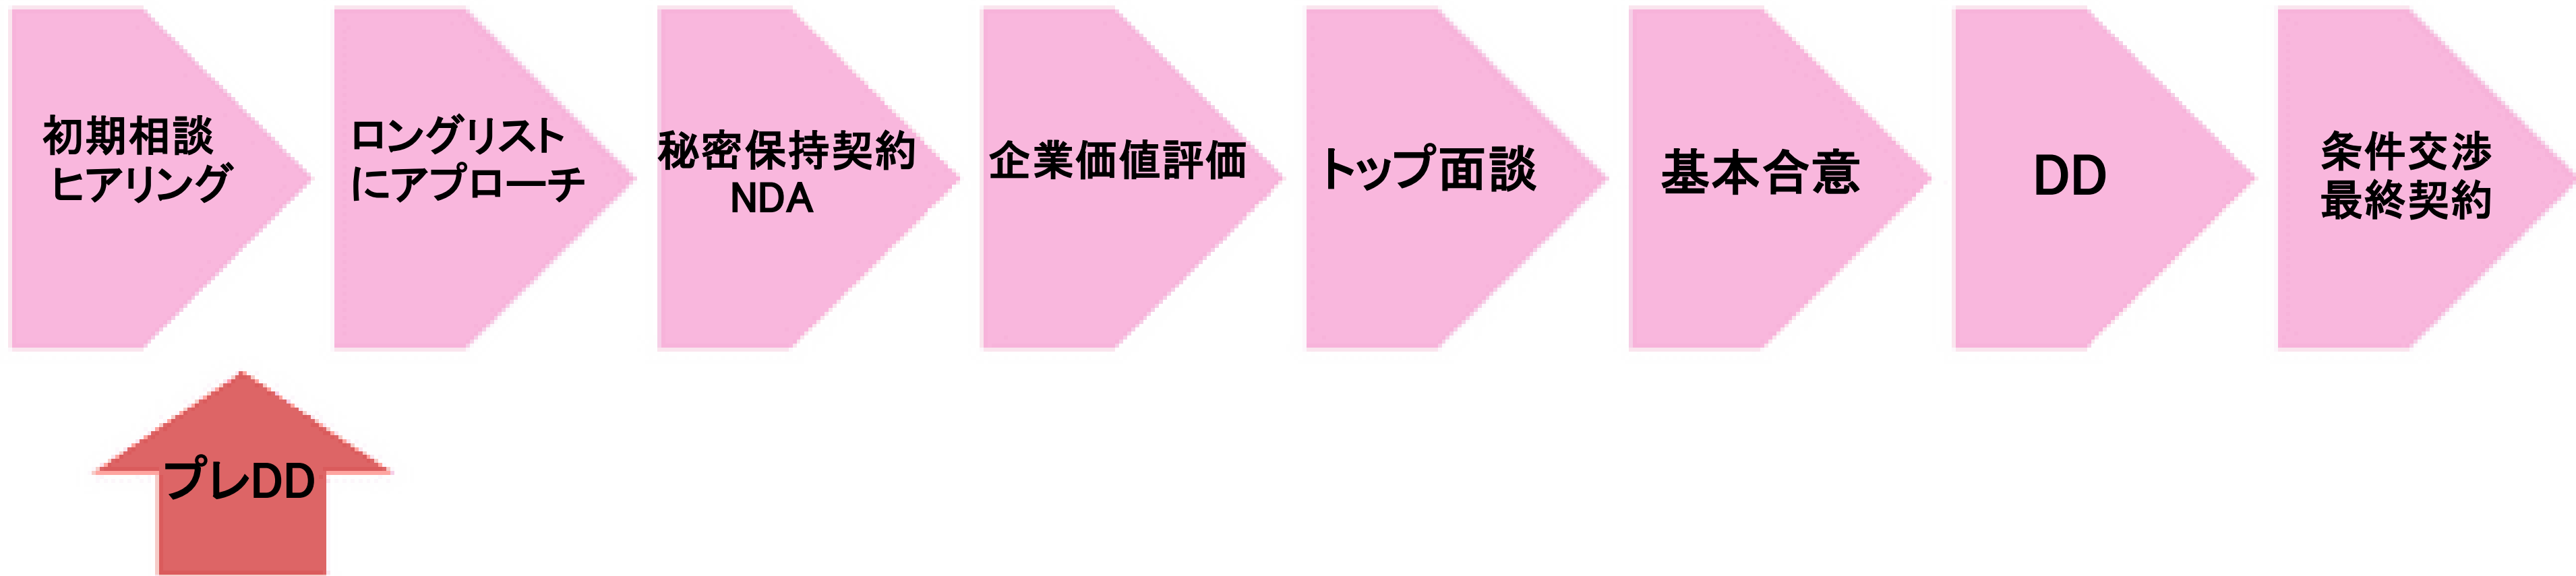 初期相談
ヒアリング
ロングリスト
にアプローチ
秘密保持契約
NDA
企業価値評価
トップ面談
基本合意
DD
条件交渉
最終契約
プレDD